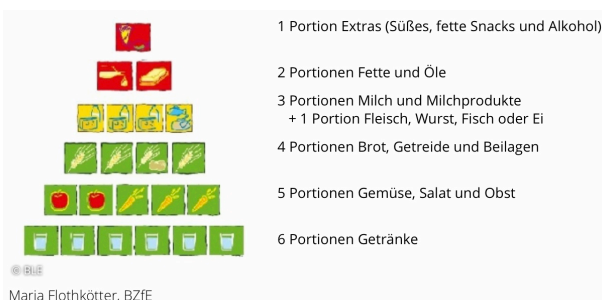 1 Portion Extras (Süßes, fette Snacks und Alkohol)
2 Portionen Fette und Öle
3 Portionen Milch und Milchprodukte
+ 1 Portion Fleisch, Wurst, Fisch oder Ei
4 Portionen Brot, Getreide und Beilagen
5 Portionen Gemüse, Salat und Obst
6 Portionen Getränke
© BLE
Maria Flothkötter, BZfE